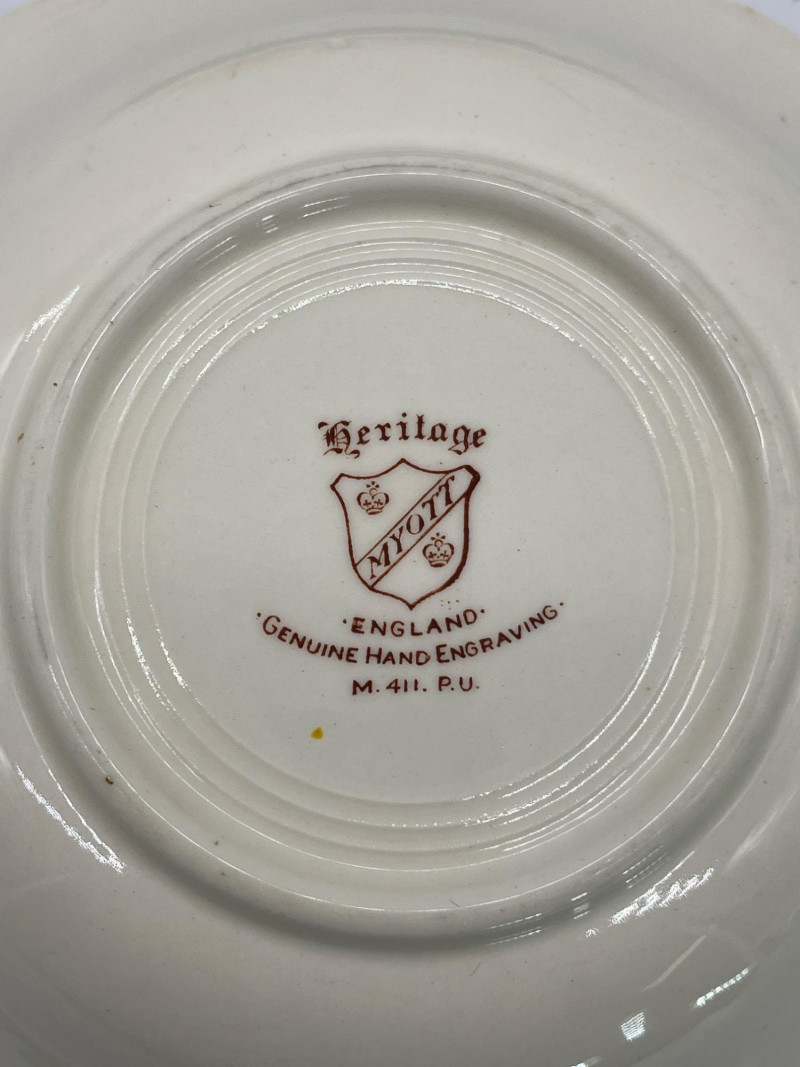 Heritage
MYOTT
·ENGLAND·
·GENUINE HAND ENGRAVING·
M. 411. P.U.